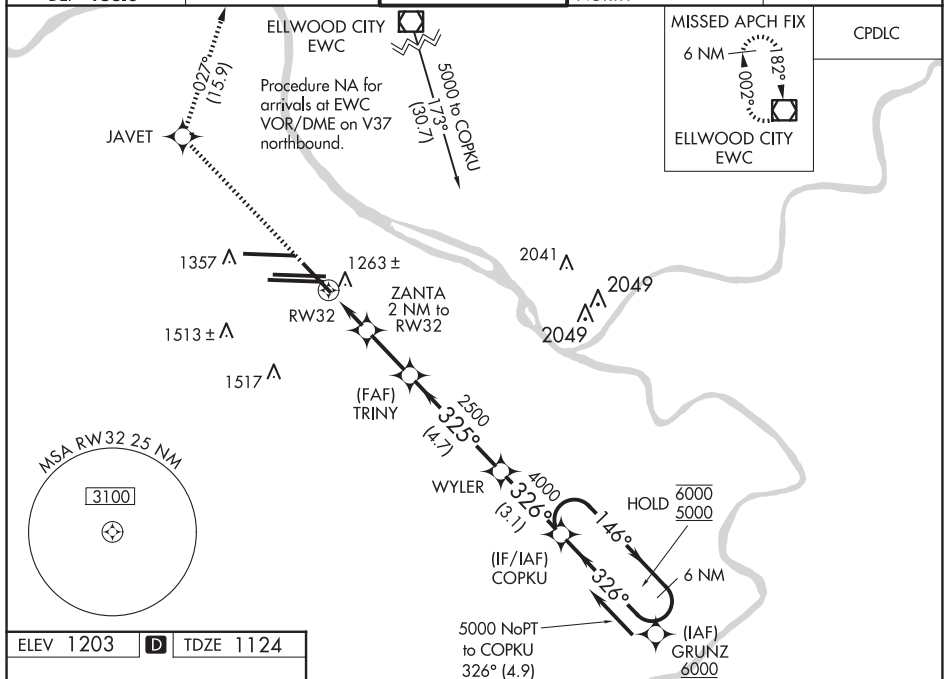 ELLWOOD CITY
EWC
5000 to COPKU
173°
(30.7)
Procedure NA for
arrivals at EWC
VOR/DME on V37
northbound.
MISSED APCH FIX
6 NM
182°
002°
ELLWOOD CITY
EWC
CPDLC
027°
(15.9)
JAVET
1357
1263 ±
2041
2049
2049
RW32
ZANTA
2 NM to
RW32
1513 ±
1517
(FAF)
TRINY
2500
325°
(4.7)
WYLER
4000
326°
(3.1)
(IF/IAF)
COPKU
HOLD 6000
5000
146°
326°
6 NM
5000 NoPT
to COPKU
326° (4.9)
(IAF)
GRUNZ
6000
MSA RW32 25 NM
3100
ELEV 1203 D TDZE 1124